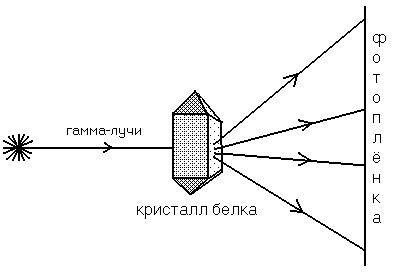 гамма-лучи
кристалл белка
фотоплёнка